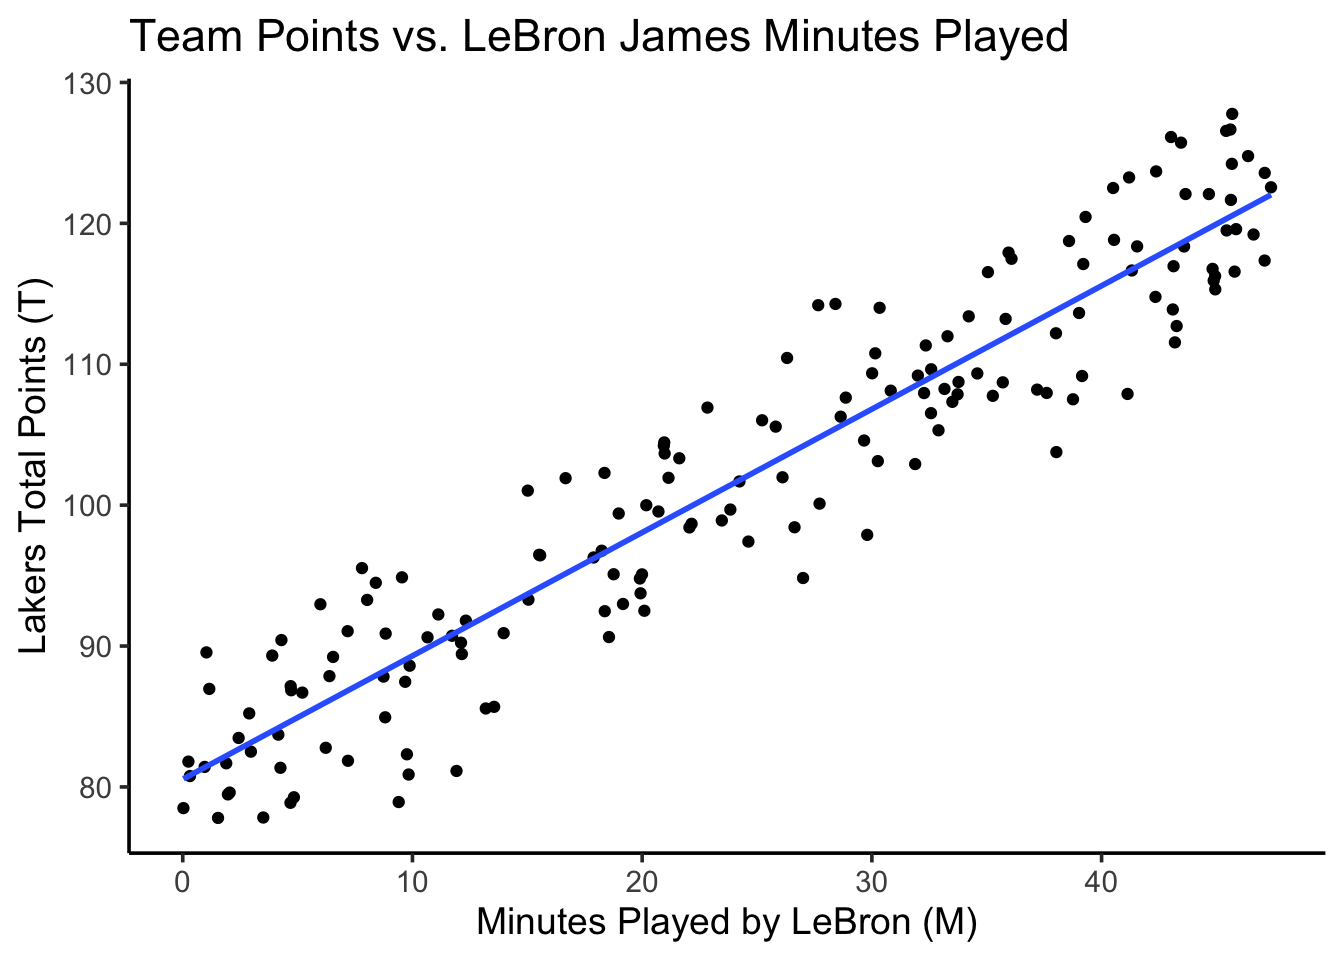 Team Points vs. LeBron James Minutes Played
Lakers Total Points (T)
130
120
110
100
90
80
0 10 20 30 40
Minutes Played by LeBron (M)